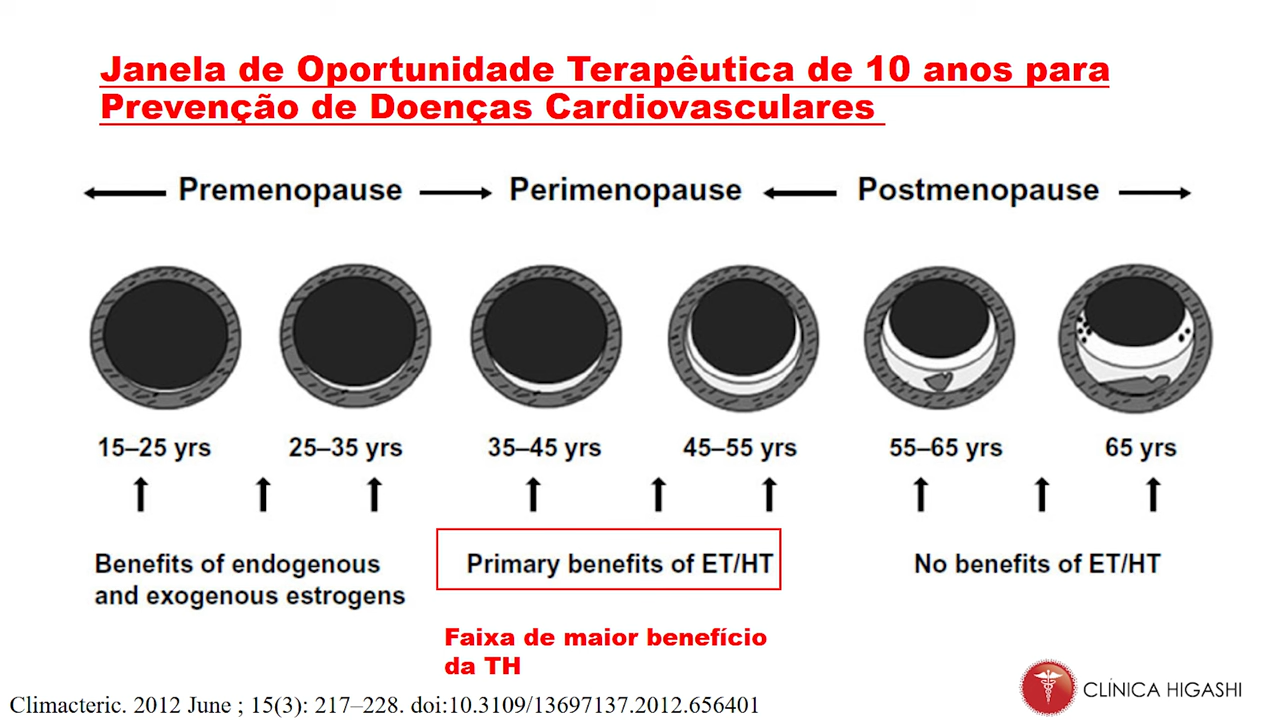 Janela de Oportunidade Terapêutica de 10 anos para
Prevenção de Doenças Cardiovasculares
Premenopause Perimenopause Postmenopause
15–25 yrs 25–35 yrs 35–45 yrs 45–55 yrs 55–65 yrs 65 yrs
Benefits of endogenous
and exogenous estrogens
Primary benefits of ET/HT
No benefits of ET/HT
Faixa de maior benefício
da TH
Climacteric. 2012 June ; 15(3): 217–228. doi:10.3109/13697137.2012.656401
CLÍNICA HIGASHI